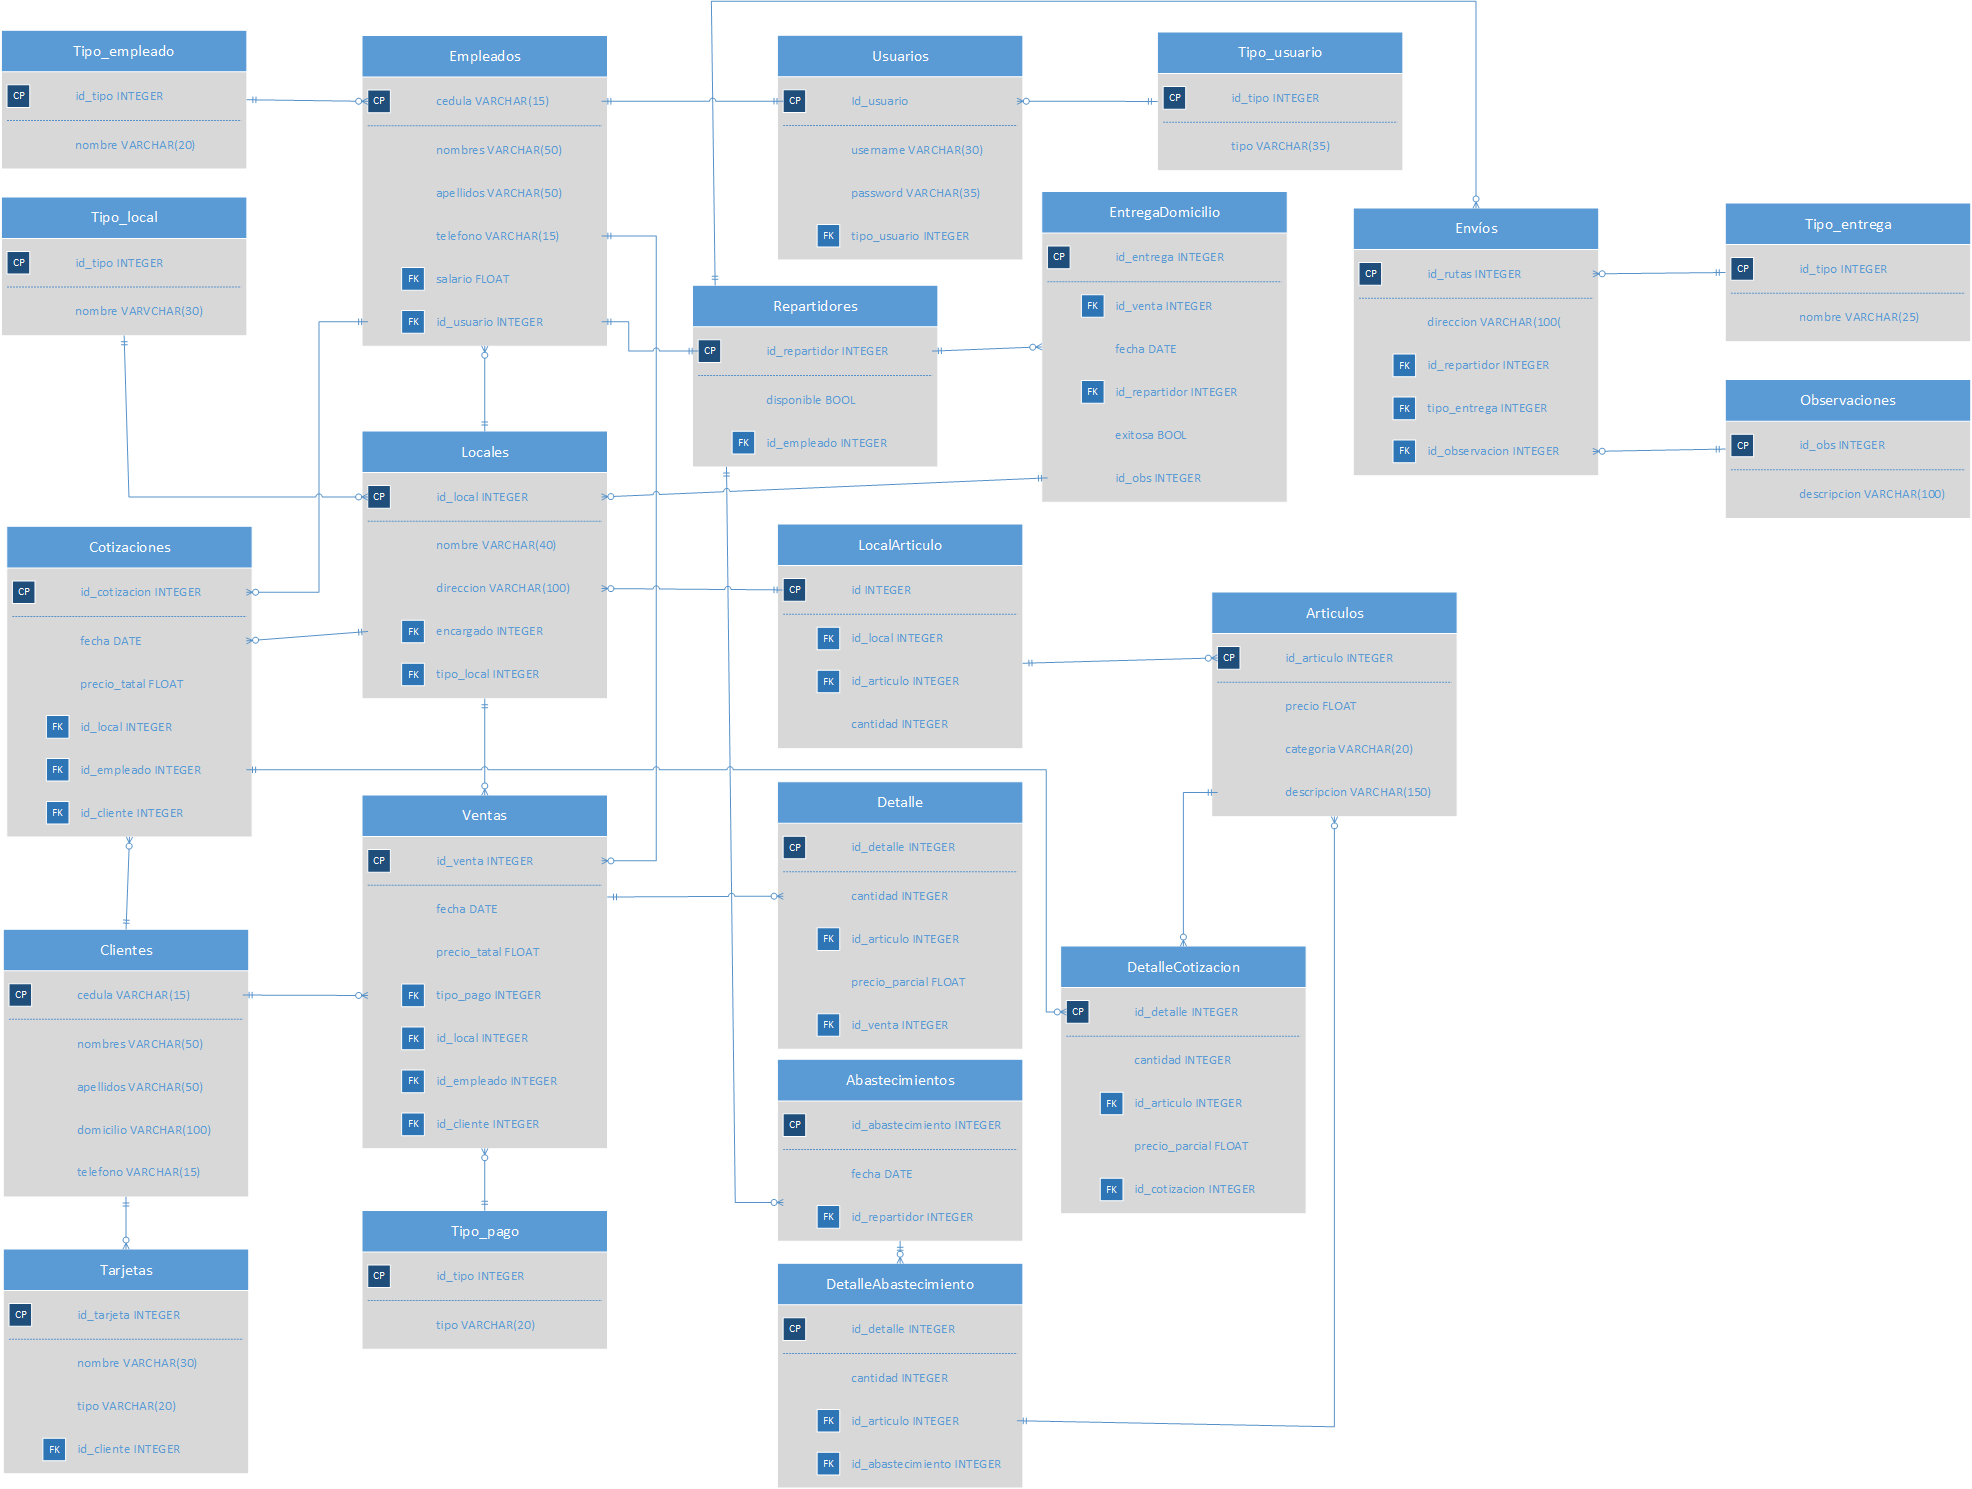 Tipo_empleado
CP id_tipo INTEGER
nombre VARCHAR(20)
Tipo_local
CP id_tipo INTEGER
nombre VARVCHAR(30)
Empleados
CP cedula VARCHAR(15)
nombres VARCHAR(50)
apellidos VARCHAR(50)
telefono VARCHAR(15)
FK salario FLOAT
FK id_usuario INTEGER
Usuarios
CP Id_usuario
username VARCHAR(30)
password VARCHAR(35)
FK tipo_usuario INTEGER
Tipo_usuario
CP id_tipo INTEGER
tipo VARCHAR(35)
EntregaDomicilio
CP id_entrega INTEGER
FK id_venta INTEGER
fecha DATE
FK id_repartidor INTEGER
exitosa BOOL
id_obs INTEGER
Envíos
CP id_rutas INTEGER
direccion VARCHAR(100(
FK id_repartidor INTEGER
FK tipo_entrega INTEGER
FK id_observacion INTEGER
Tipo_entrega
CP id_tipo INTEGER
nombre VARCHAR(25)
Observaciones
CP id_obs INTEGER
descripcion VARCHAR(100)
Repartidores
CP id_repartidor INTEGER
disponible BOOL
FK id_empleado INTEGER
Locales
CP id_local INTEGER
nombre VARCHAR(40)
direccion VARCHAR(100)
FK encargado INTEGER
FK tipo_local INTEGER
Cotizaciones
CP id_cotizacion INTEGER
fecha DATE
precio_tatal FLOAT
FK id_local INTEGER
FK id_empleado INTEGER
FK id_cliente INTEGER
LocalArticulo
CP id INTEGER
FK id_local INTEGER
FK id_articulo INTEGER
cantidad INTEGER
Articulos
CP id_articulo INTEGER
precio FLOAT
categoria VARCHAR(20)
descripcion VARCHAR(150)
Ventas
CP id_venta INTEGER
fecha DATE
precio_tatal FLOAT
FK tipo_pago INTEGER
FK id_local INTEGER
FK id_empleado INTEGER
FK id_cliente INTEGER
Detalle
CP id_detalle INTEGER
cantidad INTEGER
FK id_articulo INTEGER
precio_parcial FLOAT
FK id_venta INTEGER
Clientes
CP cedula VARCHAR(15)
nombres VARCHAR(50)
apellidos VARCHAR(50)
domicilio VARCHAR(100)
telefono VARCHAR(15)
DetalleCotizacion
CP id_detalle INTEGER
cantidad INTEGER
FK id_articulo INTEGER
precio_parcial FLOAT
FK id_cotizacion INTEGER
Abastecimientos
CP id_abastecimiento INTEGER
fecha DATE
FK id_repartidor INTEGER
Tarjetas
CP id_tarjeta INTEGER
nombre VARCHAR(30)
tipo VARCHAR(20)
FK id_cliente INTEGER
Tipo_pago
CP id_tipo INTEGER
tipo VARCHAR(20)
DetalleAbastecimiento
CP id_detalle INTEGER
cantidad INTEGER
FK id_articulo INTEGER
FK id_abastecimiento INTEGER